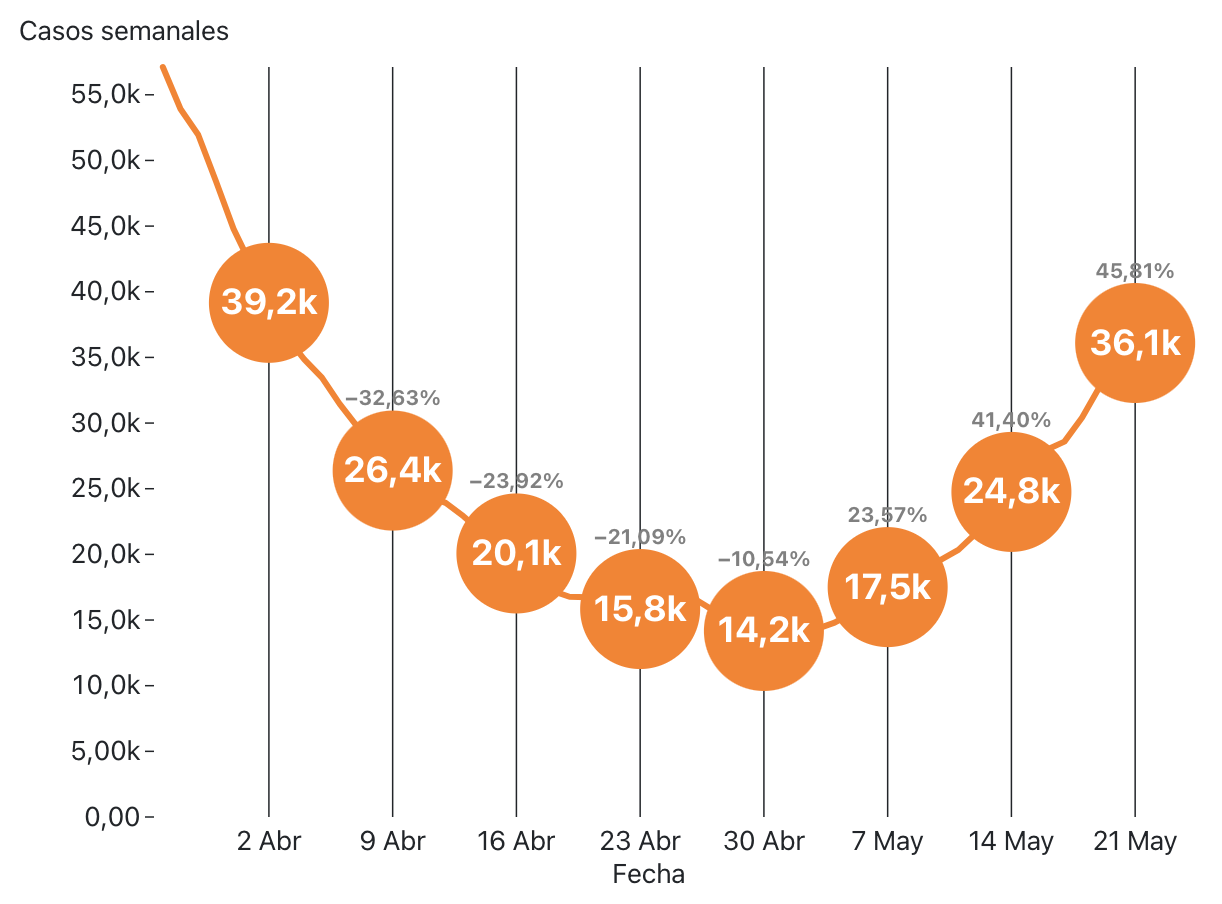 Casos semanales
55,0k
50,0k
45,0k
40,0k
35,0k
30,0k
25,0k
20,0k
15,0k
10,0k
5,00k
0,00
39,2k
−32,63%
26,4k
−23,92%
20,1k
−21,09%
15,8k
−10,54%
14,2k
23,57%
17,5k
41,40%
24,8k
45,81%
36,1k
2 Abr 9 Abr 16 Abr 23 Abr 30 Abr 7 May 14 May 21 May
Fecha